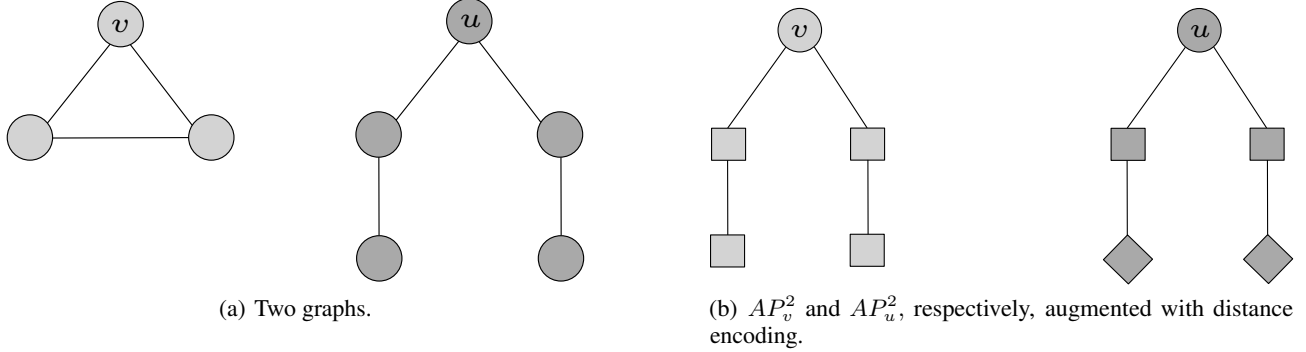 v
u
v
u
(a) Two graphs.
(b) $AP_v^2$ and $AP_u^2$, respectively, augmented with distance
encoding.